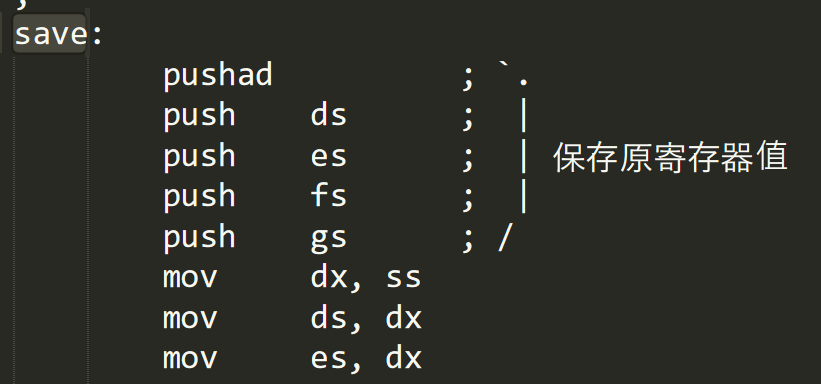 save:
pushad ; `.
push ds ; |
push es ; | 保存原寄存器值
push fs ; |
push gs ; /
mov dx, ss
mov ds, dx
mov es, dx